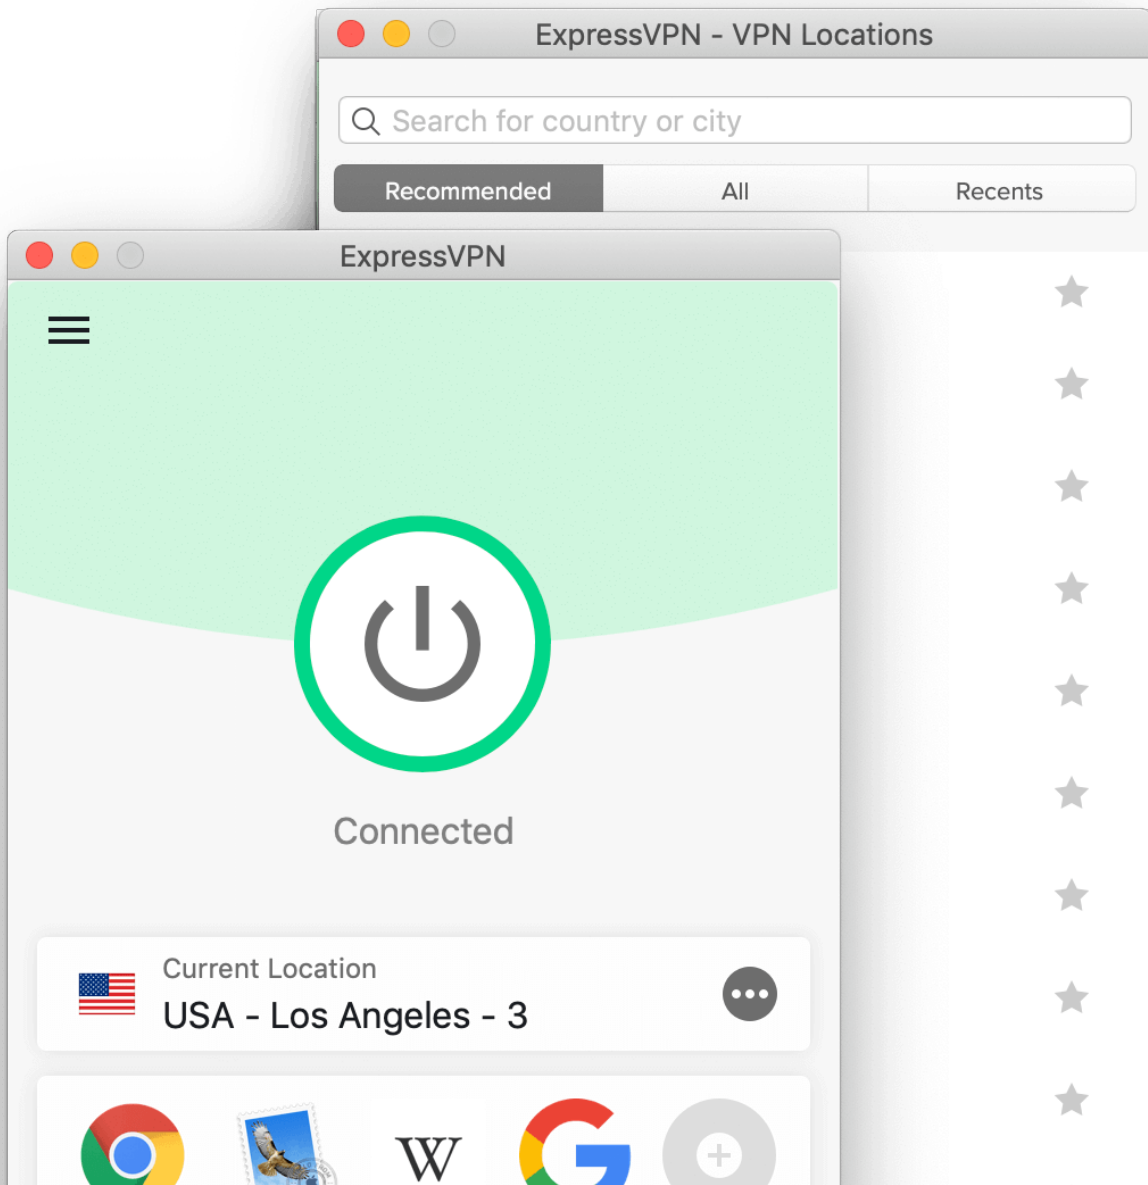 ExpressVPN - VPN Locations
Search for country or city
Recommended All Recents
ExpressVPN
Connected
Current Location
USA - Los Angeles - 3
W
G